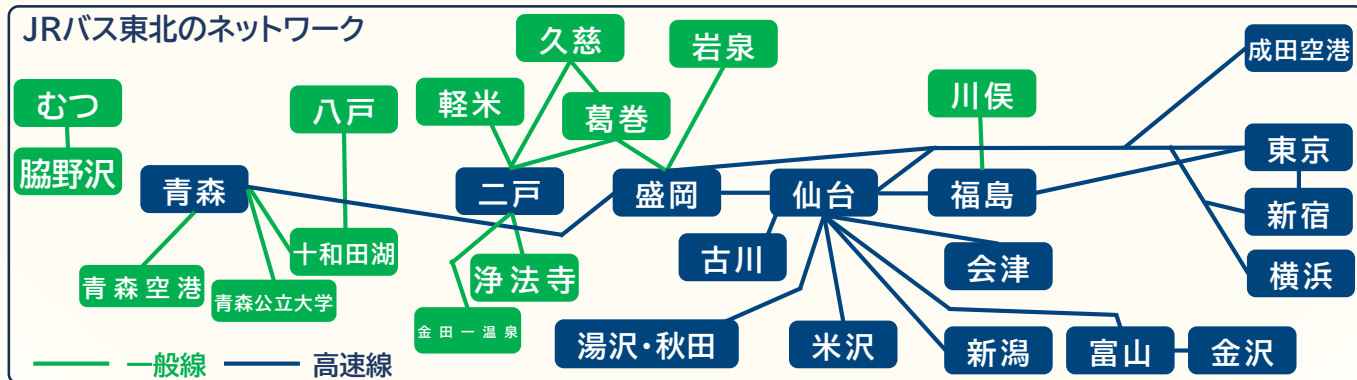 JRバス東北のネットワーク
むつ
脇野沢
青森
青森空港
青森公立大学
八戸
十和田湖
軽米
久慈
葛巻
岩泉
二戸
浄法寺
金田一温泉
盛岡
仙台
古川
湯沢・秋田
米沢
新潟
会津
富山
金沢
川俣
福島
成田空港
東京
新宿
横浜
一般線
高速線